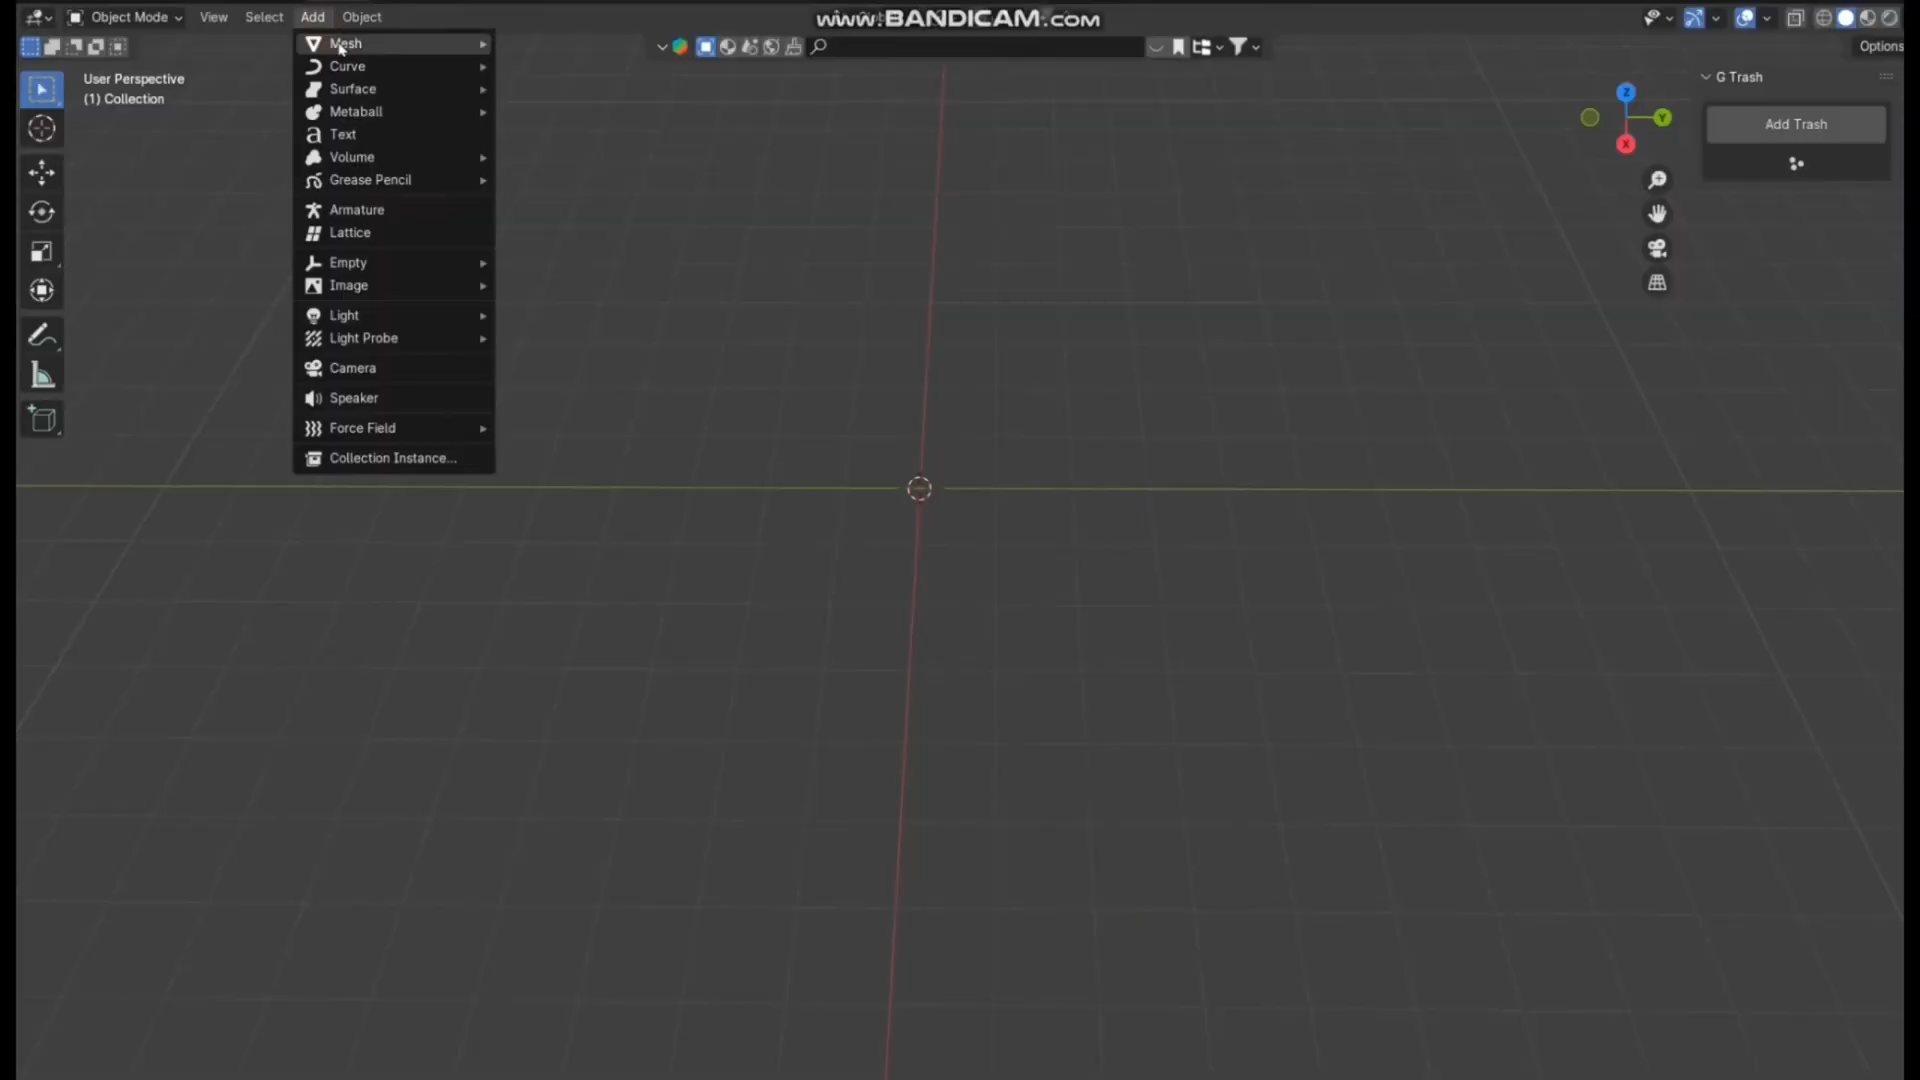 Object Mode View Select Add Object
www.BANDICAM.com
Options
User Perspective
(1) Collection
Mesh
Curve
Surface
Metaball
Text
Volume
Grease Pencil
Armature
Lattice
Empty
Image
Light
Light Probe
Camera
Speaker
Force Field
Collection Instance...
Z
Y
X
G Trash
Add Trash